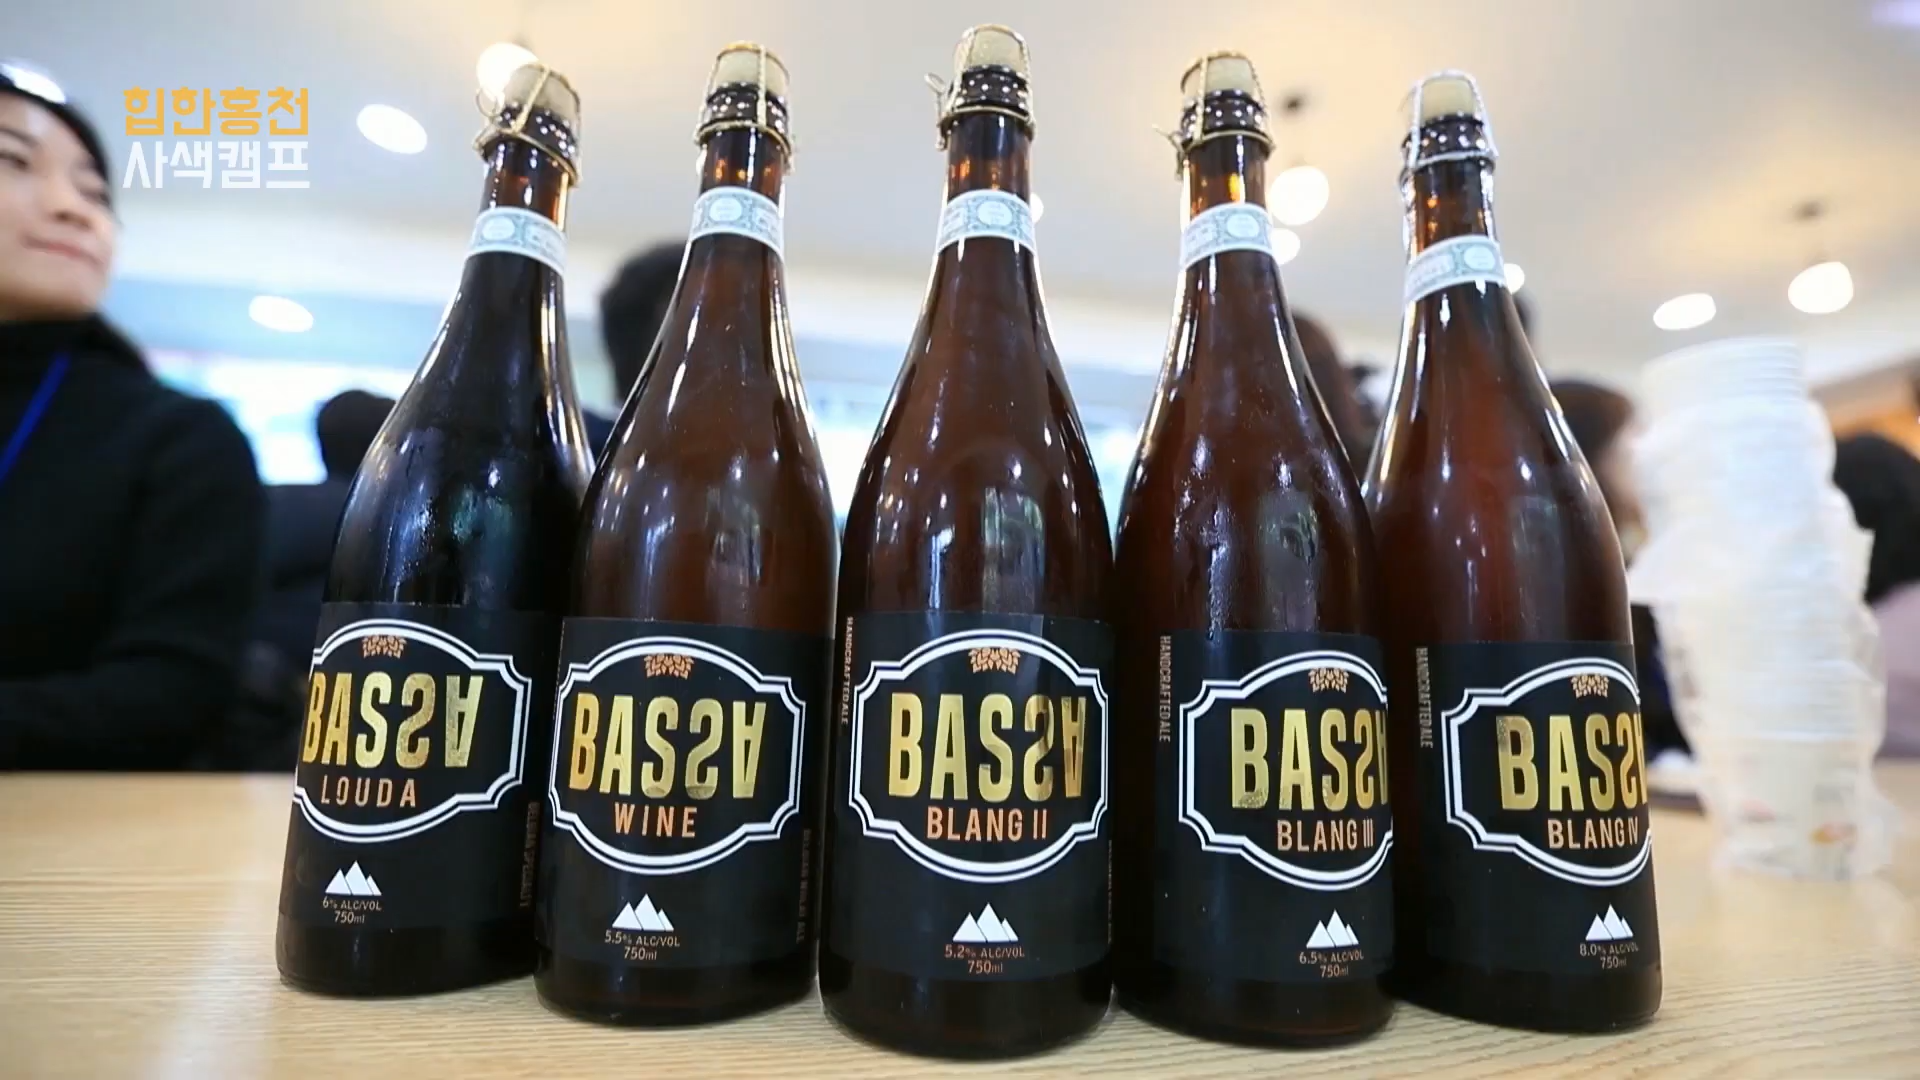 힙한홍천
사색캠프
BASSA
LOUDA
6% ALC/VOL
750ml
BASSA
WINE
5.5% ALC/VOL
750ml
HANDCRAFTED ALE
BASSA
BLANG II
5.2% ALC/VOL
750ml
HANDCRAFTED ALE
BASSA
BLANG III
6.5% ALC/VOL
750ml
HANDCRAFTED ALE
BASSA
BLANG IV
8.0% ALC/VOL
750ml